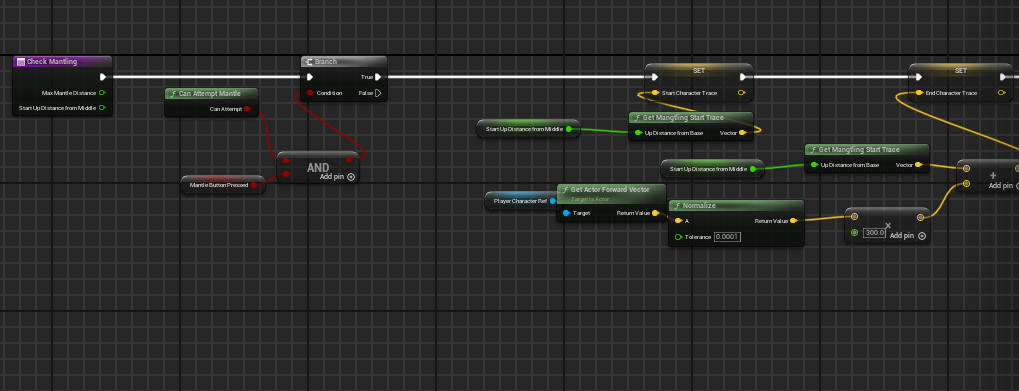 Check Mantling
Max Mantle Distance
Start Up Distance from Middle
f Can Attempt Mantle
Can Attempt
Mantle Button Pressed
AND
Add pin
Branch
True
Condition
False
Start Up Distance from Middle
SET
Start Character Trace
f Get Mangtling Start Trace
Up Distance from Base
Vector
Start Up Distance from Middle
f Get Mangtling Start Trace
Up Distance from Base
Vector
Player Character Ref
f Get Actor Forward Vector
Target is Actor
Target
Return Value
f Normalize
A
Return Value
Tolerance
0.0001
×
300.0
Add pin
+
Add pin
SET
End Character Trace